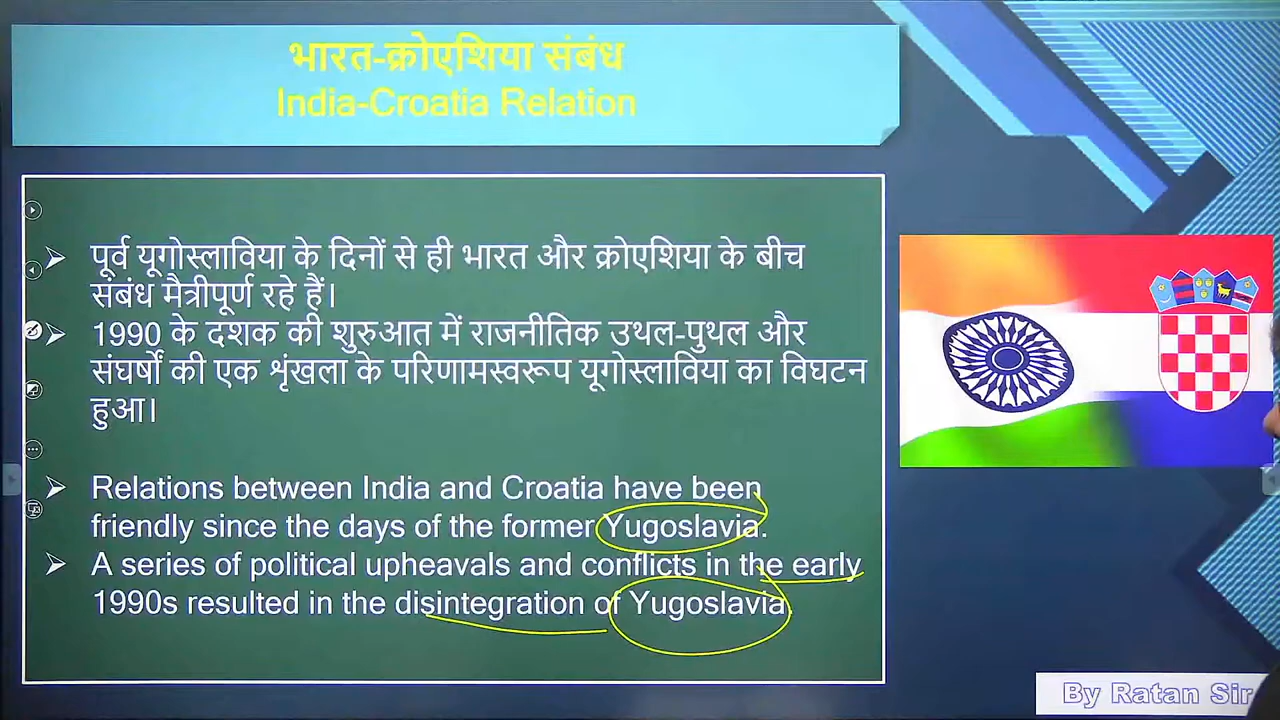 भारत-क्रोएशिया संबंध
India-Croatia Relation
पूर्व यूगोस्लाविया के दिनों से ही भारत और क्रोएशिया के बीच
संबंध मैत्रीपूर्ण रहे हैं।
1990 के दशक की शुरुआत में राजनीतिक उथल-पुथल और
संघर्षों की एक शृंखला के परिणामस्वरूप यूगोस्लाविया का विघटन
हुआ।
Relations between India and Croatia have been
friendly since the days of the former Yugoslavia.
A series of political upheavals and conflicts in the early
1990s resulted in the disintegration of Yugoslavia.
By Ratan Sir